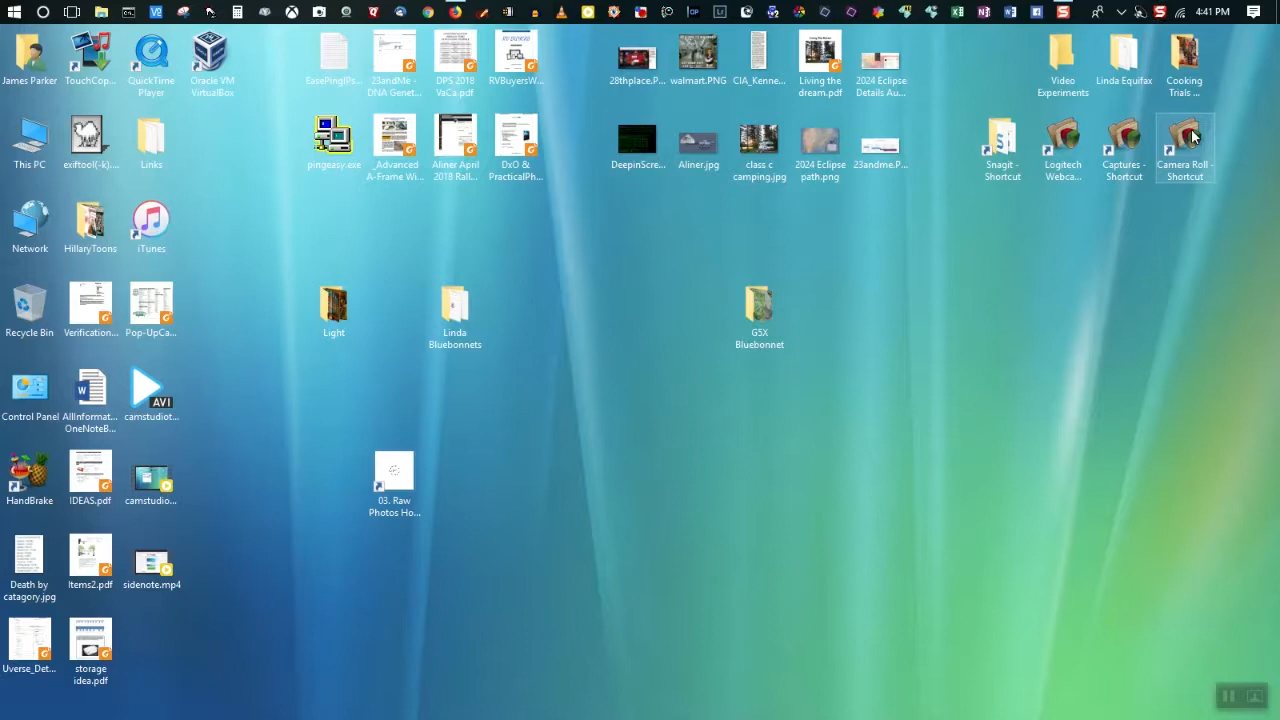 4:41 PM
James Parker
TouchCop...
QuickTime
Player
Oracle VM
VirtualBox
EasePing|Ps...
23andMe -
DNA Genet...
DPS 2018
VaCa.pdf
RVBuyersW...
28thplace.P...
walmart.PNG
CIA_Kenne...
Living the
dream.pdf
2024 Eclipse
Details Au...
Video
Experiments
Linda Equifax
Cooking
Trials ...
This PC
exiftool(-k)....
Links
pingeasy.exe
_Advanced
A-Frame Wi...
Aliner April
2018 Rall...
DxO &
PracticalPh...
DeepinScre...
Aliner.jpg
class c
camping.jpg
2024 Eclipse
path.png
23andme.P...
Snagit -
Shortcut
Logitech
Webca...
Captures -
Shortcut
Camera Roll -
Shortcut
Network
HillaryToons
iTunes
Recycle Bin
Verification...
Pop-UpCa...
Light
Linda
Bluebonnets
G5X
Bluebonnet
Control Panel
AllInformat...
OneNoteB...
AVI
camstudiot...
HandBrake
IDEAS.pdf
camstudio...
03. Raw
Photos Ho...
Death by
catagory.jpg
Items2.pdf
sidenote.mp4
Uverse_Det...
storage
idea.pdf